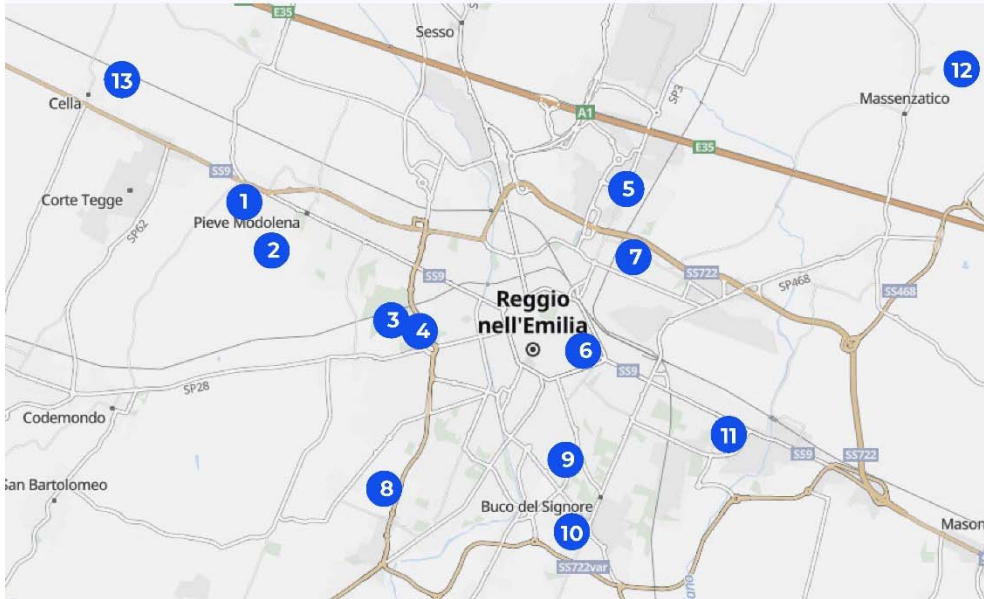 E35
Sesso
S
13
12
Cella
SP3
Massenzatico
A1
E35
SS9
5
1
Corte Tegge
Pieve Modolena
SP62
2
7
SS722
SS9
SP468
SS468
Reggio
nell'Emilia
3
4
6
SP28
SS9
Codemondo
11
SS9
SS722
9
San Bartolomeo
8
Buco del Signore
10
Mason
SS722var
ano